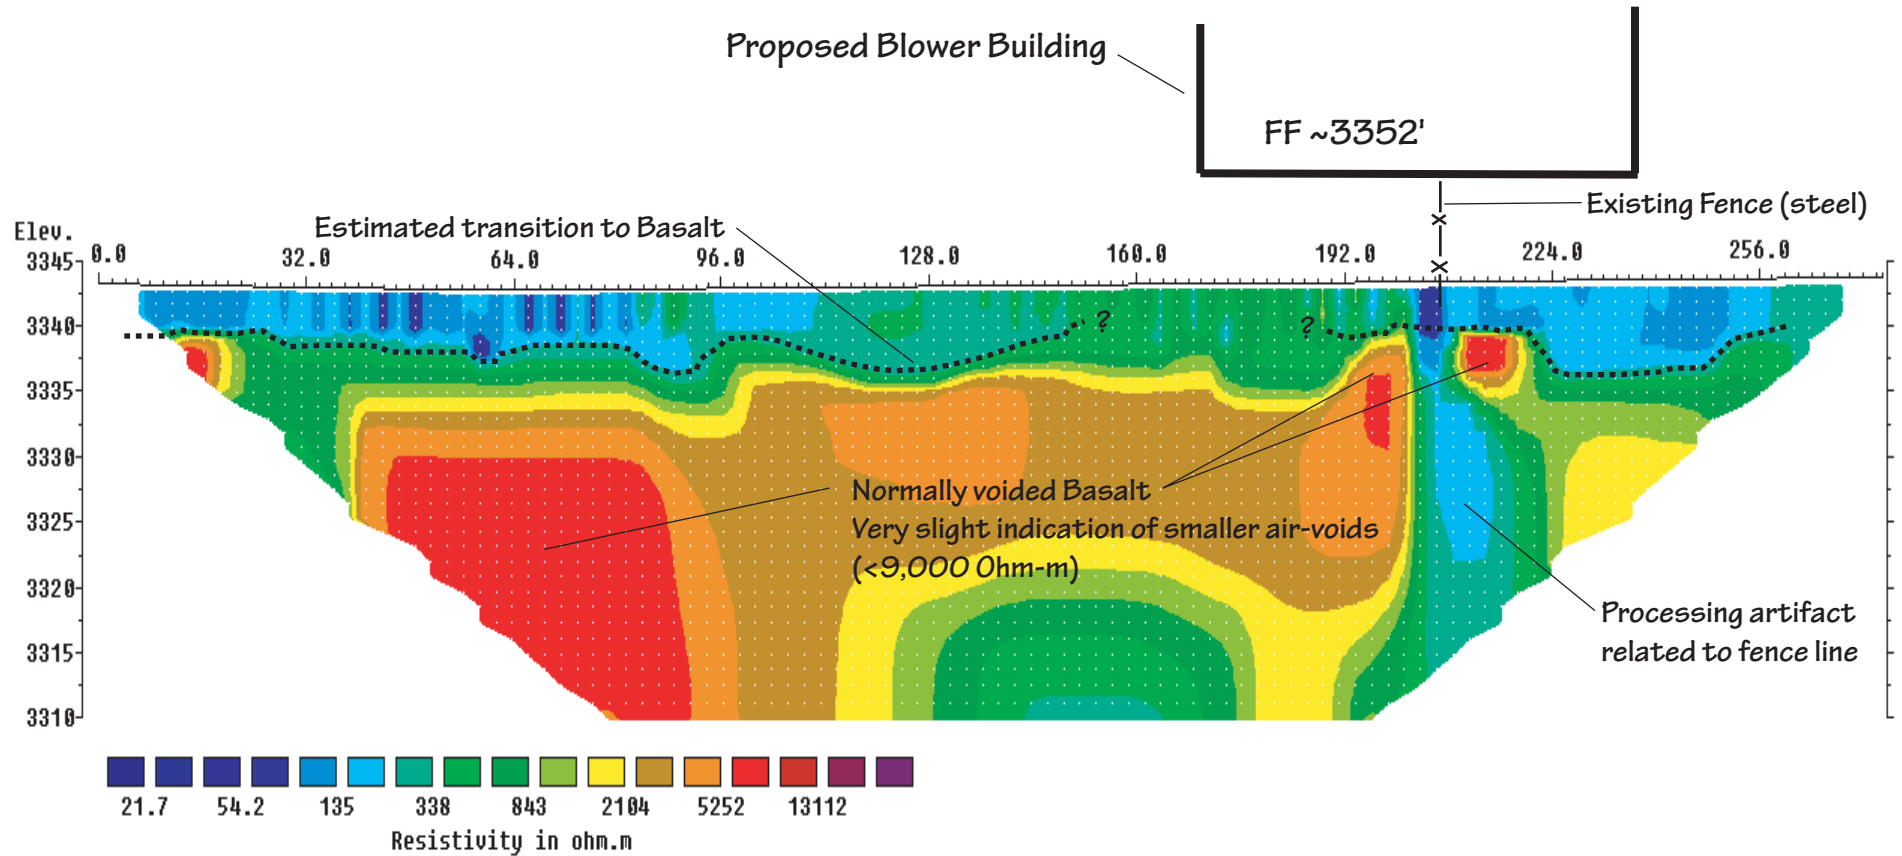 Proposed Blower Building
FF ~3352'
Existing Fence (steel)
Estimated transition to Basalt
Elev.
0.0 32.0 64.0 96.0 128.0 160.0 192.0 224.0 256.0
3345
3340
? ?
3335
3330
Normally voided Basalt
Very slight indication of smaller air-voids
(<9,000 Ohm-m)
3325
3320
Processing artifact
related to fence line
3315
3310
21.7 54.2 135 338 843 2104 5252 13112
Resistivity in ohm.m